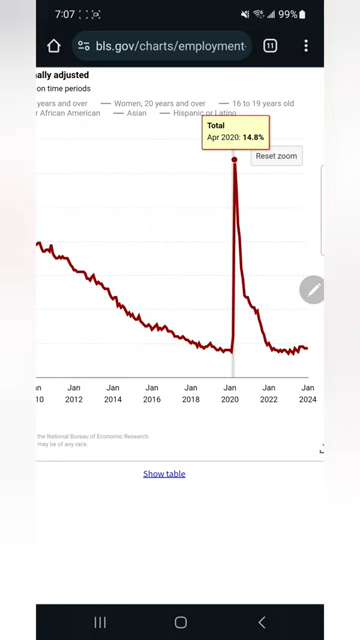 7:07 99%
bls.gov/charts/employment- 11
ally adjusted
on time periods
years and over Women, 20 years and over 16 to 19 years old
r African American Asian Hispanic or Latino
Total
Apr 2020: 14.8%
Reset zoom
n Jan Jan Jan Jan Jan Jan Jan
10 2012 2014 2016 2018 2020 2022 2024
the National Bureau of Economic Research.
may be of any race.
Show table